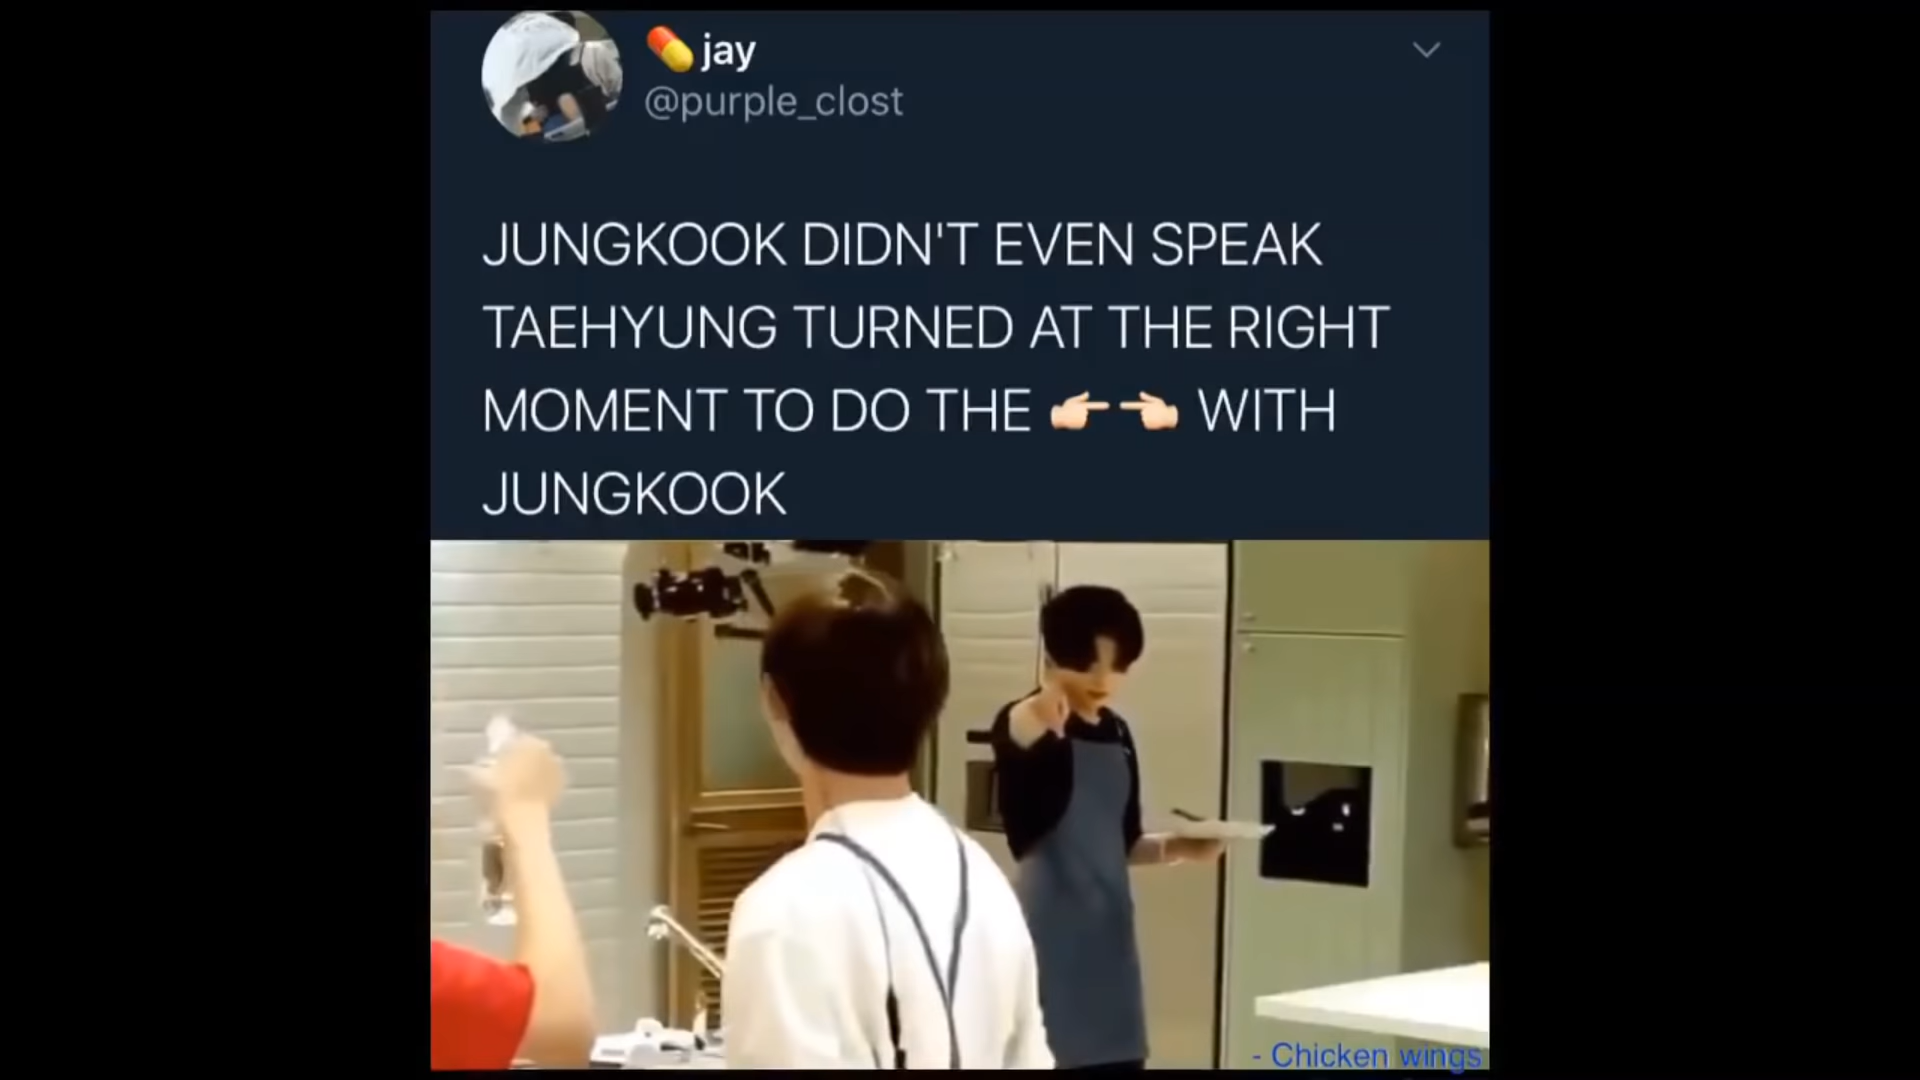 💊 jay
@purple_clost
JUNGKOOK DIDN'T EVEN SPEAK
TAEHYUNG TURNED AT THE RIGHT
MOMENT TO DO THE 👉🏻👈🏻 WITH
JUNGKOOK
- Chicken wings